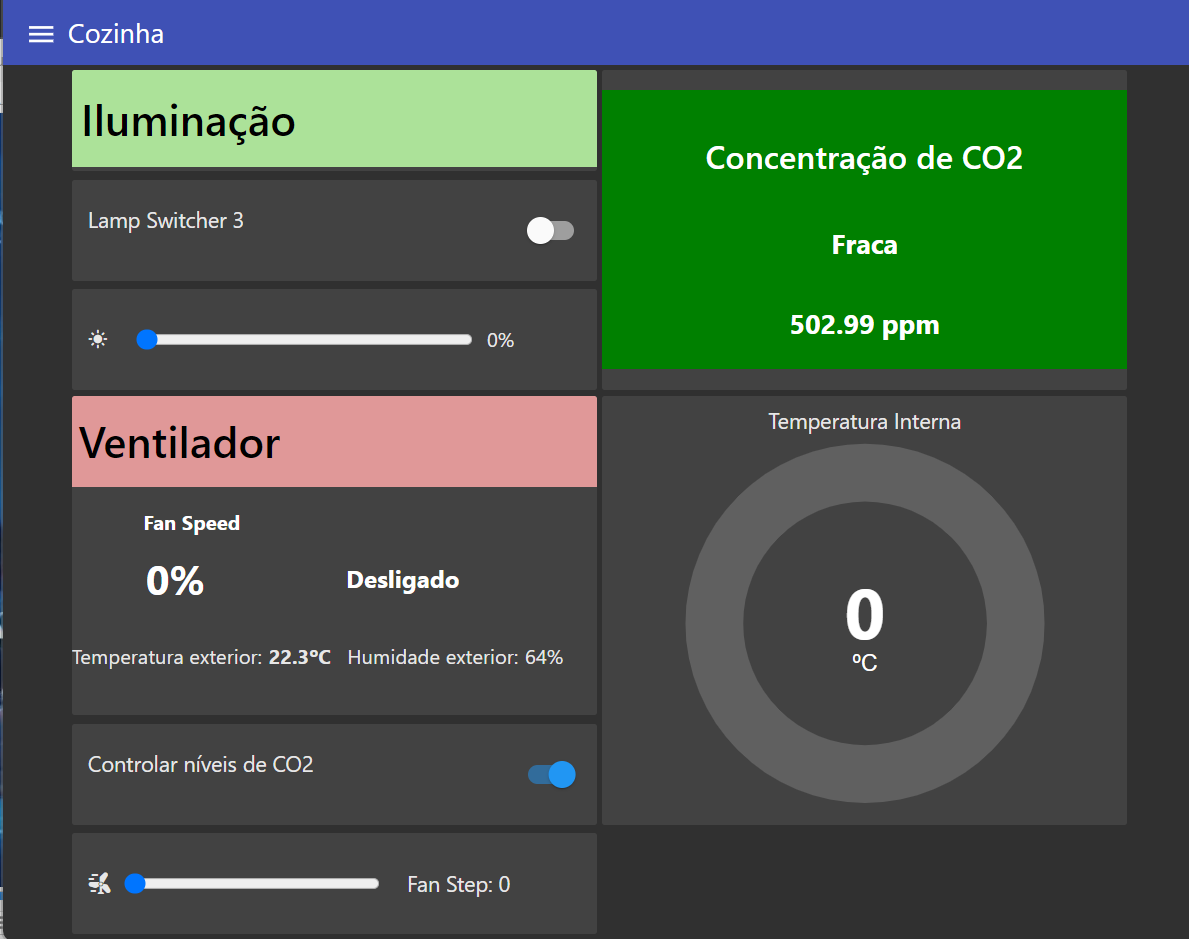 Cozinha
Iluminação
Lamp Switcher 3
0%
Concentração de CO2
Fraca
502.99 ppm
Ventilador
Fan Speed
0%
Desligado
Temperatura exterior: 22.3ºC
Humidade exterior: 64%
Controlar níveis de CO2
Fan Step: 0
Temperatura Interna
0
ºC